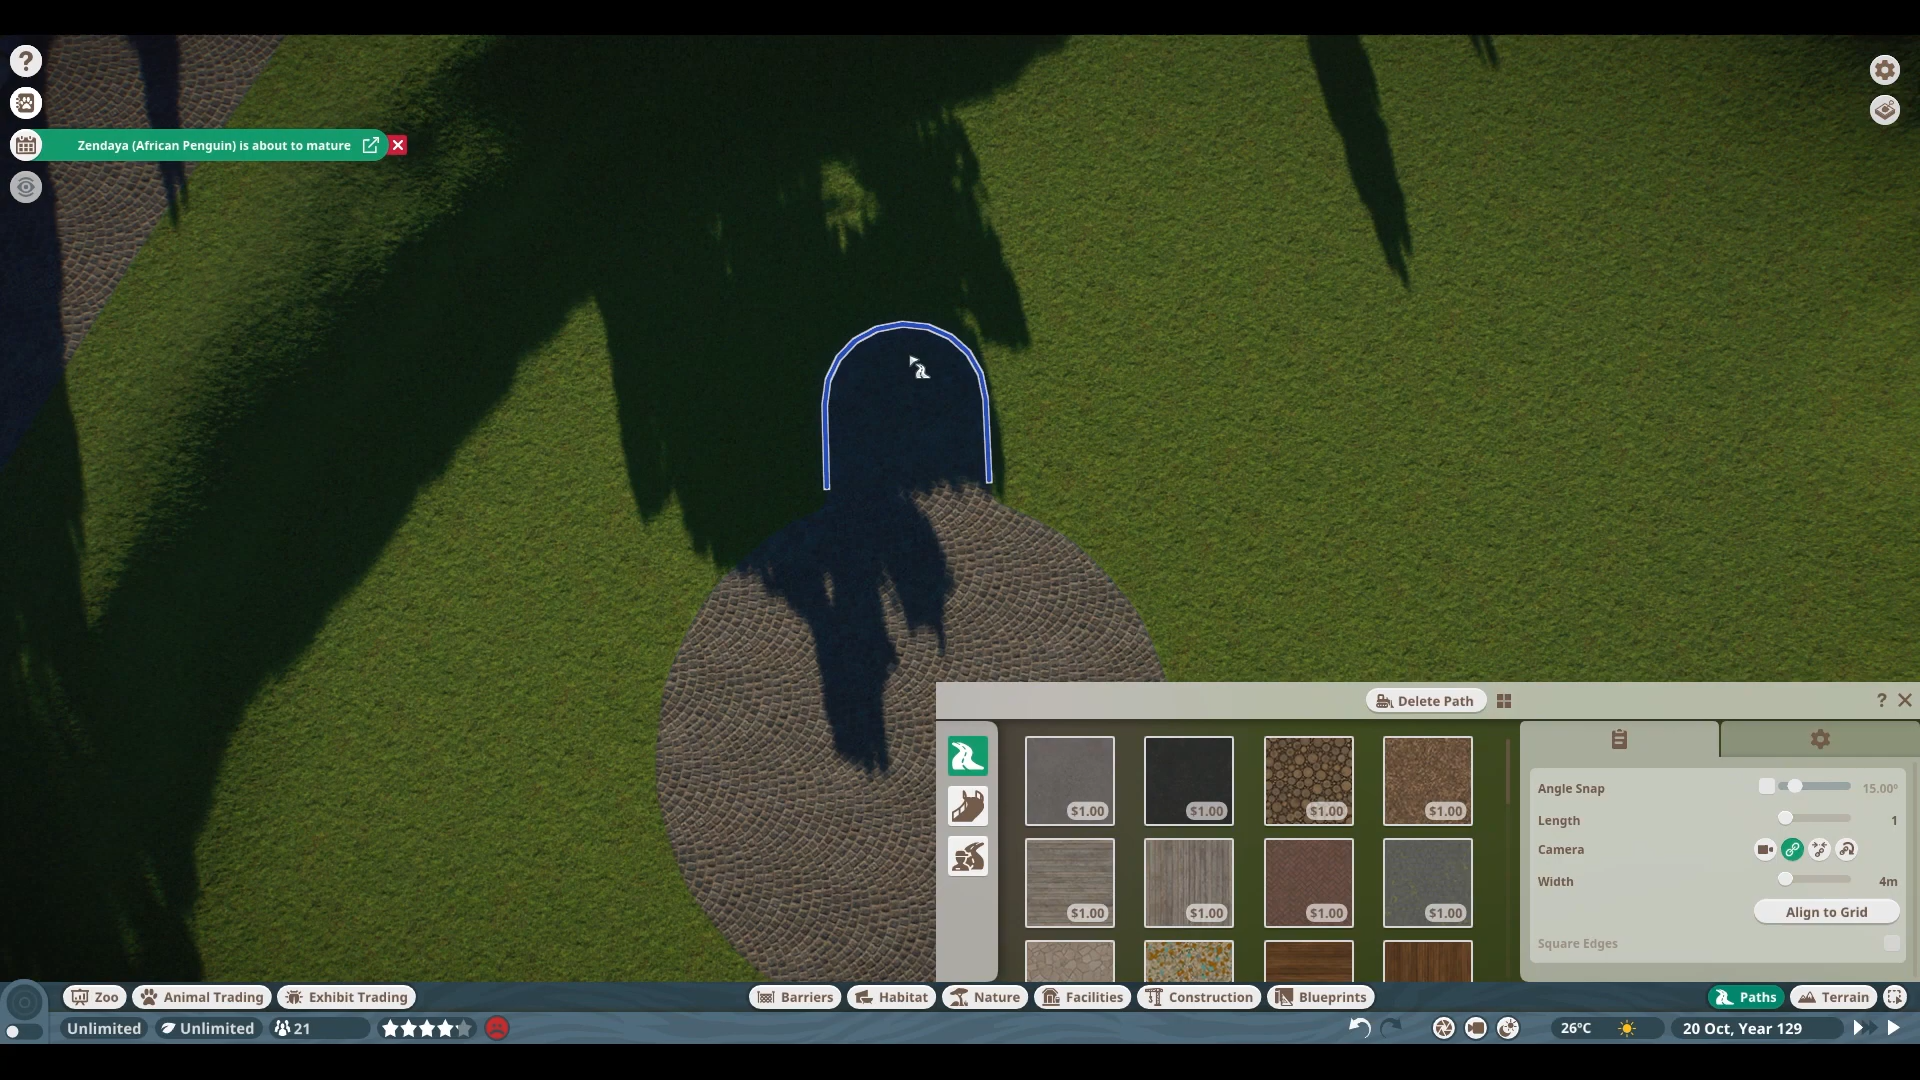 Zendaya (African Penguin) is about to mature
Delete Path
?
$1.00 $1.00 $1.00 $1.00
$1.00 $1.00 $1.00 $1.00
Angle Snap 15.00°
Length 1
Camera
Width 4m
Align to Grid
Square Edges
Zoo Animal Trading Exhibit Trading Barriers Habitat Nature Facilities Construction Blueprints Paths Terrain
Unlimited Unlimited 21 26°C 20 Oct, Year 129